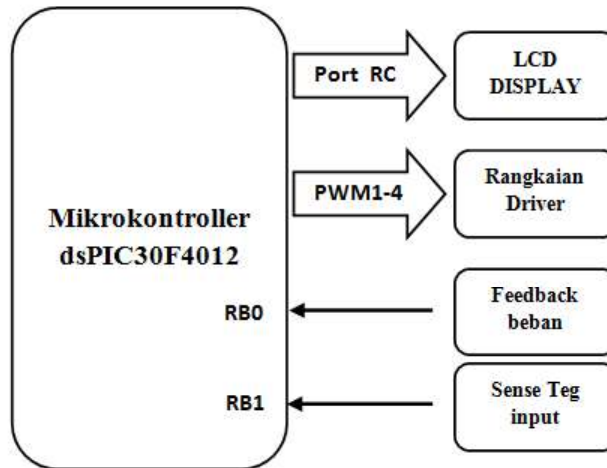 Port RC
LCD
DISPLAY
PWM1-4
Rangkaian
Driver
Mikrokontroller
dsPIC30F4012
RB0
Feedback
beban
RB1
Sense Teg
input